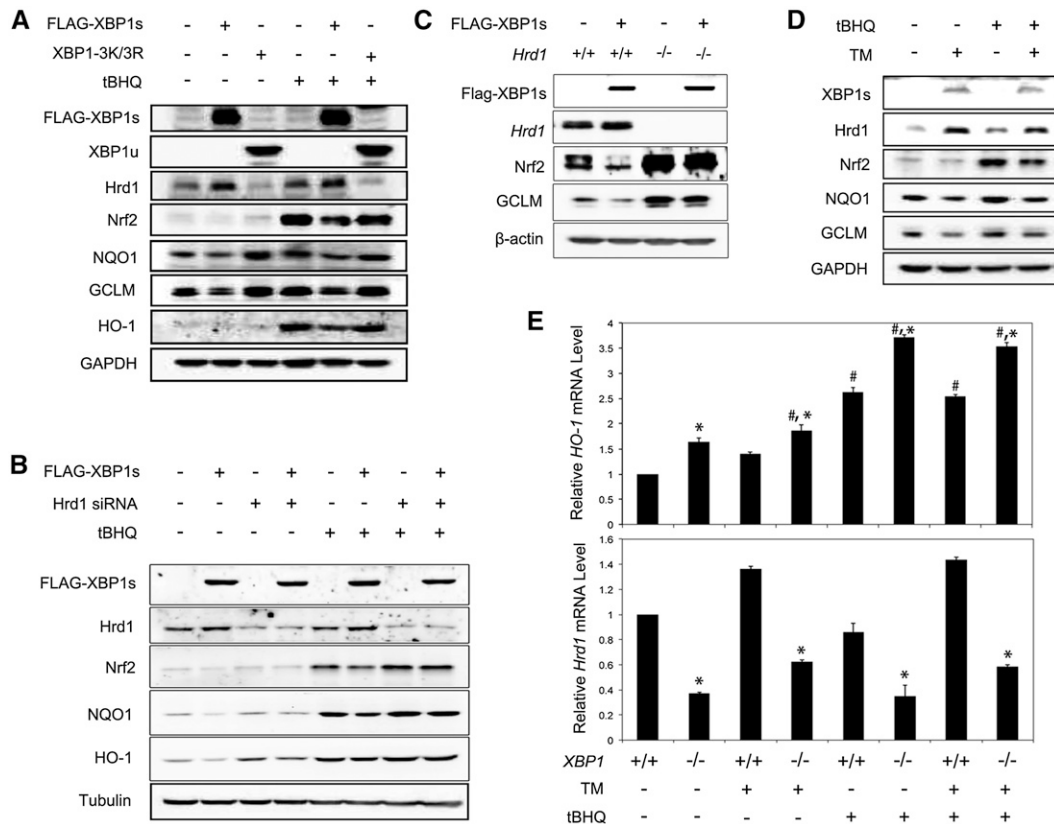 A
FLAG-XBP1s - + - - + -
XBP1-3K/3R - - + - - +
tBHQ - - - + + +
FLAG-XBP1s
XBP1u
Hrd1
Nrf2
NQO1
GCLM
HO-1
GAPDH
B
FLAG-XBP1s - + - + - + - +
Hrd1 siRNA - - + + - - + +
tBHQ - - - - + + + +
FLAG-XBP1s
Hrd1
Nrf2
NQO1
HO-1
Tubulin
C
FLAG-XBP1s - + - +
Hrd1 +/+ +/+ -/- -/-
Flag-XBP1s
Hrd1
Nrf2
GCLM
β-actin
D
tBHQ - - + +
TM - + - +
XBP1s
Hrd1
Nrf2
NQO1
GCLM
GAPDH
E
Relative HO-1 mRNA Level
4
3.5
3
2.5
2
1.5
1
0.5
0
* #, * # #, * # #, *
Relative Hrd1 mRNA Level
1.6
1.4
1.2
1
0.8
0.6
0.4
0.2
0
* * * *
XBP1 +/+ -/- +/+ -/- +/+ -/- +/+ -/-
TM - - + + - - + +
tBHQ - - - - + + + +